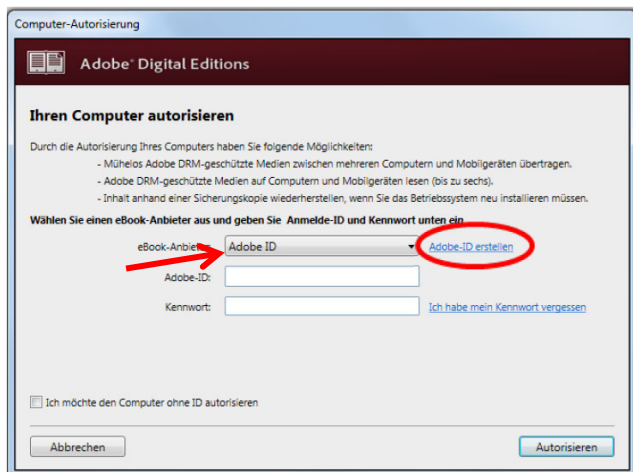 Computer-Autorisierung
Adobe® Digital Editions
Ihren Computer autorisieren
Durch die Autorisierung Ihres Computers haben Sie folgende Möglichkeiten:
- Mühelos Adobe DRM-geschützte Medien zwischen mehreren Computern und Mobilgeräten übertragen.
- Adobe DRM-geschützte Medien auf Computern und Mobilgeräten lesen (bis zu sechs).
- Inhalt anhand einer Sicherungskopie wiederherstellen, wenn Sie das Betriebssystem neu installieren müssen.
Wählen Sie einen eBook-Anbieter aus und geben Sie Anmelde-ID und Kennwort unten ein
eBook-Anbieter: Adobe ID Adobe-ID erstellen
Adobe-ID:
Kennwort: Ich habe mein Kennwort vergessen
Ich möchte den Computer ohne ID autorisieren
Abbrechen Autorisieren